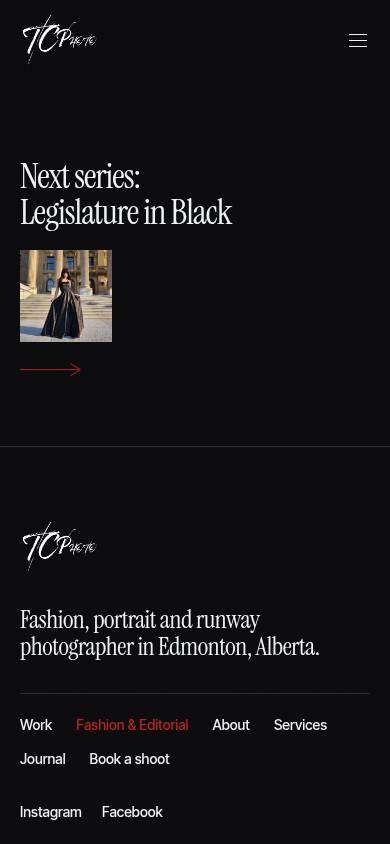 TCPhoto
Next series:
Legislature in Black
TCPhoto
Fashion, portrait and runway
photographer in Edmonton, Alberta.
Work Fashion & Editorial About Services
Journal Book a shoot
Instagram Facebook